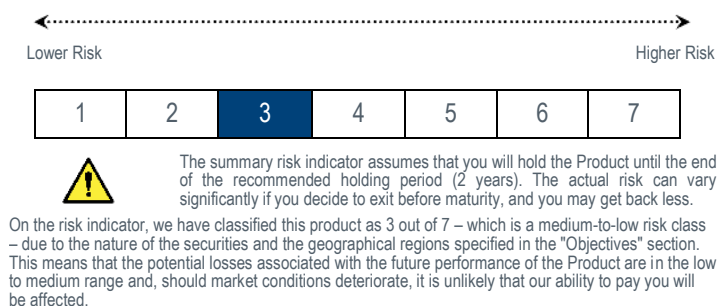 Lower Risk Higher Risk
1 2 3 4 5 6 7
!
The summary risk indicator assumes that you will hold the Product until the end
of the recommended holding period (2 years). The actual risk can vary
significantly if you decide to exit before maturity, and you may get back less.
On the risk indicator, we have classified this product as 3 out of 7 – which is a medium-to-low risk class
– due to the nature of the securities and the geographical regions specified in the "Objectives" section.
This means that the potential losses associated with the future performance of the Product are in the low
to medium range and, should market conditions deteriorate, it is unlikely that our ability to pay you will
be affected.